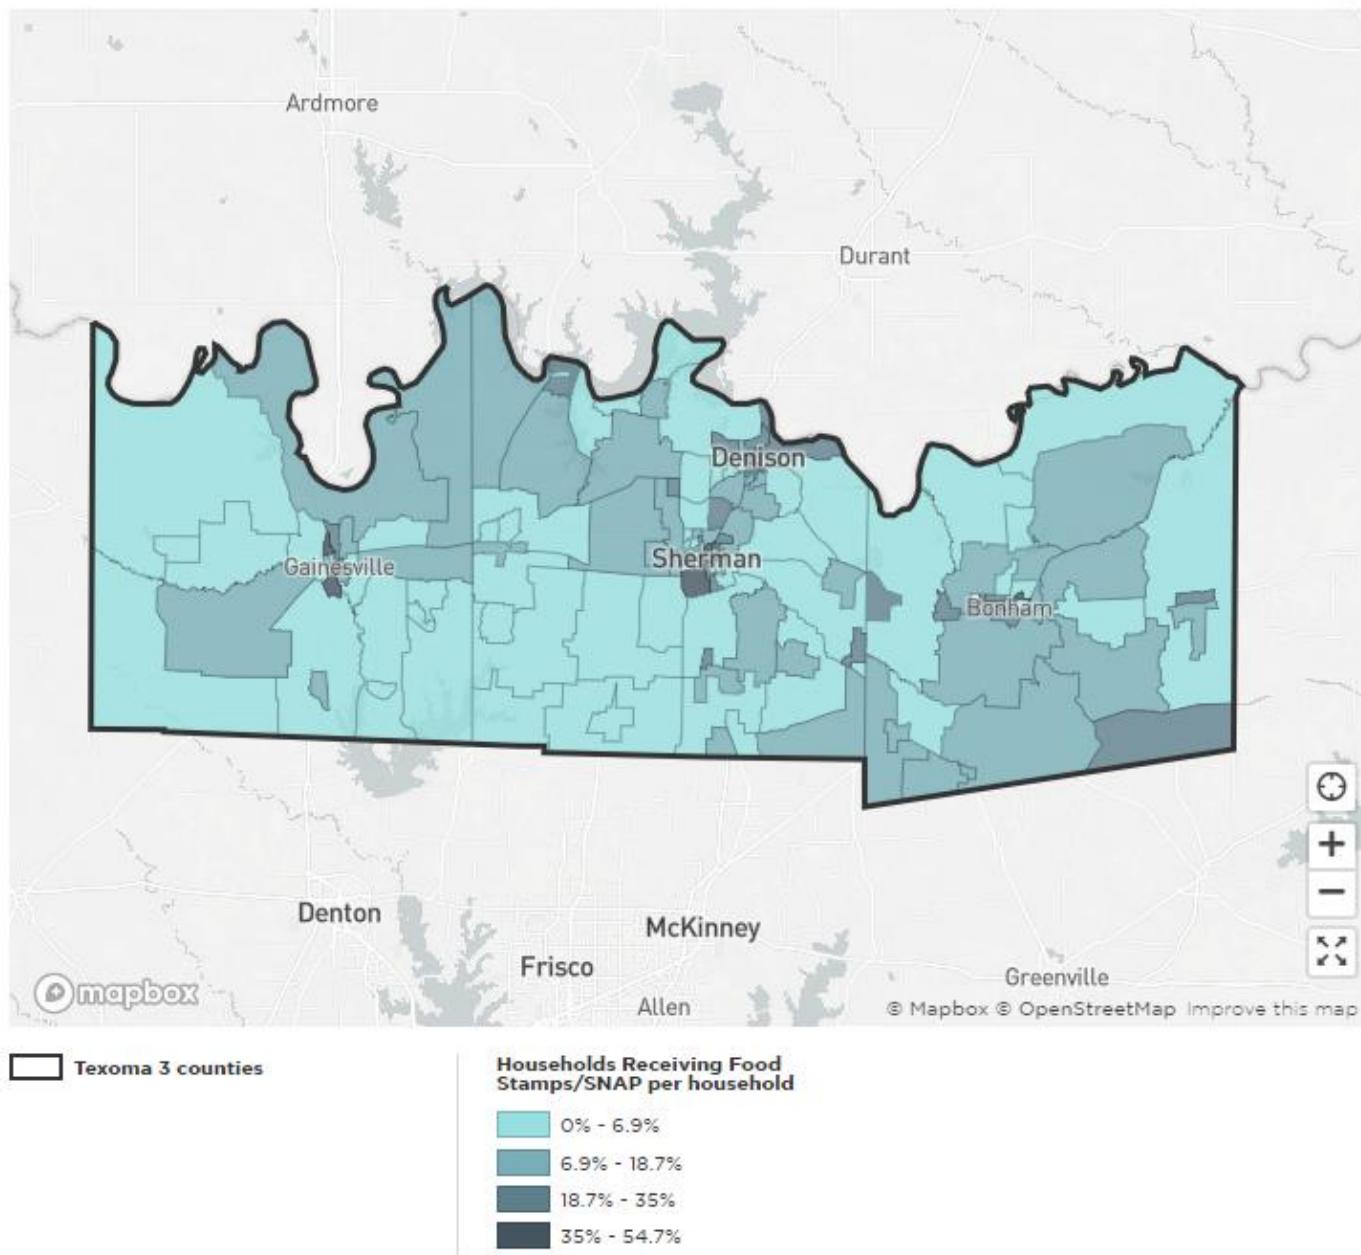 Ardmore
Durant
Denison
Sherman
Gainesville
Bonham
Denton
McKinney
Frisco
Greenville
Allen
mapbox
© Mapbox © OpenStreetMap Improve this map
Texoma 3 counties
Households Receiving Food
Stamps/SNAP per household
0% - 6.9%
6.9% - 18.7%
18.7% - 35%
35% - 54.7%